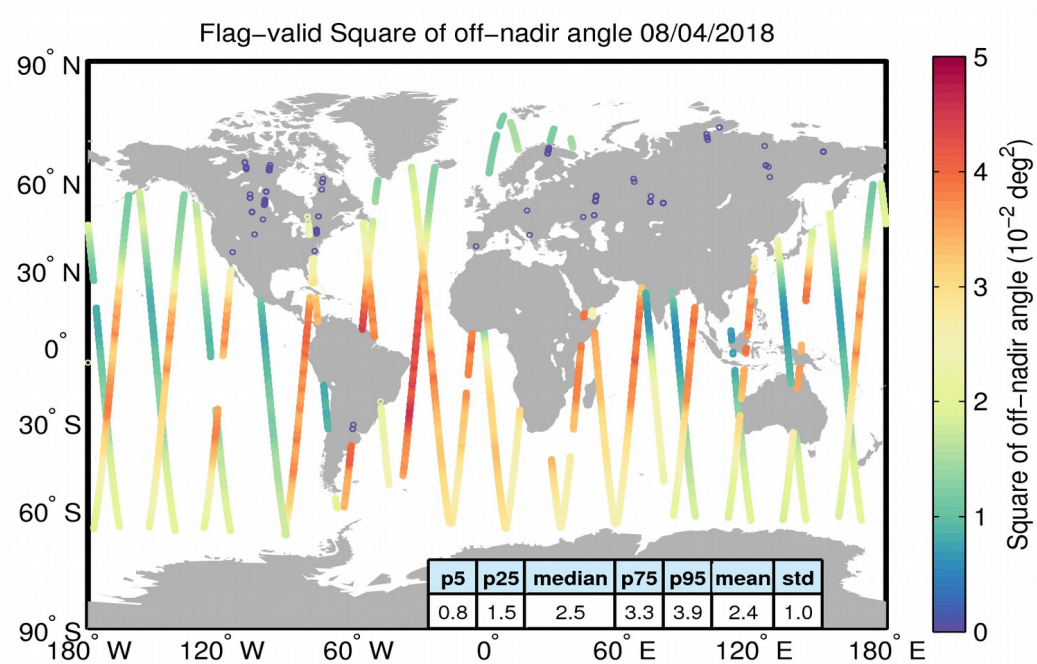 Flag−valid Square of off−nadir angle 08/04/2018
90° N
60° N
30° N
0°
30° S
60° S
90° S
180° W
120° W
60° W
0°
60° E
120° E
180° E
p5 p25 median p75 p95 mean std
0.8 1.5 2.5 3.3 3.9 2.4 1.0
5
4
3
2
1
0
Square of off−nadir angle (10⁻² deg²)